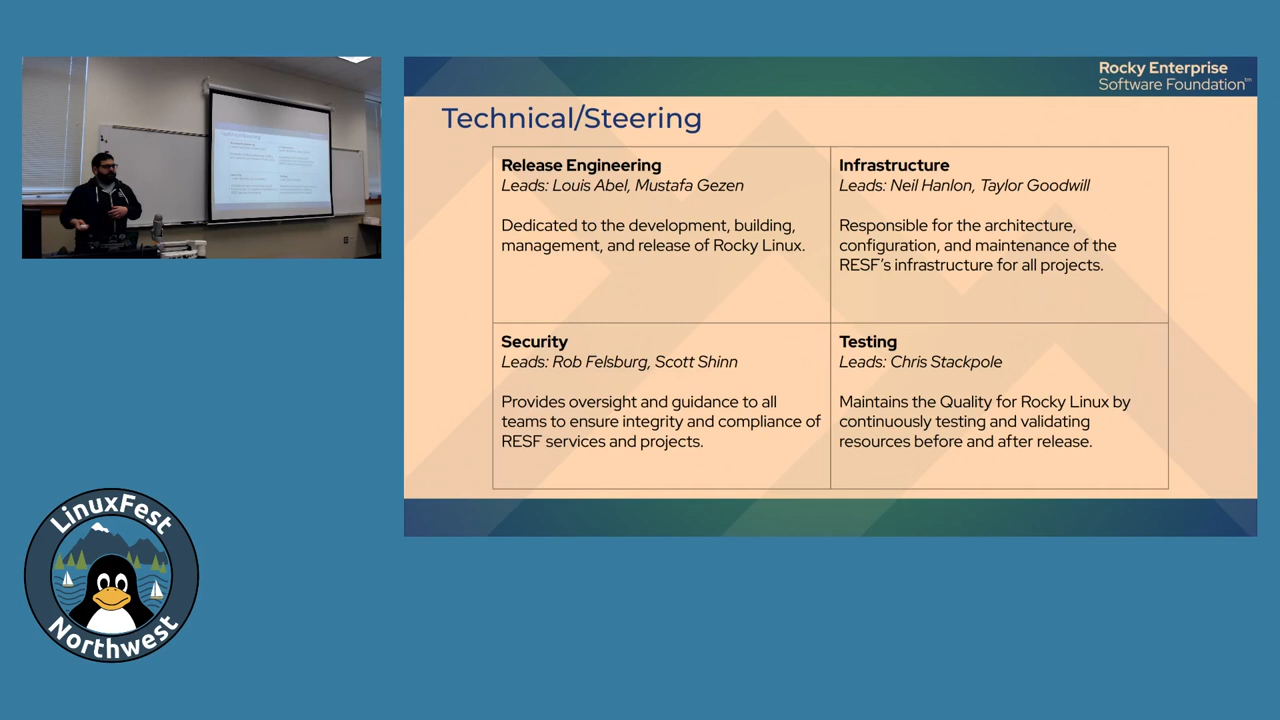 Rocky Enterprise
Software Foundation™
Technical/Steering
Release Engineering
Leads: Louis Abel, Mustafa Gezen
Dedicated to the development, building,
management, and release of Rocky Linux.
Infrastructure
Leads: Neil Hanlon, Taylor Goodwill
Responsible for the architecture,
configuration, and maintenance of the
RESF’s infrastructure for all projects.
Security
Leads: Rob Felsburg, Scott Shinn
Provides oversight and guidance to all
teams to ensure integrity and compliance of
RESF services and projects.
Testing
Leads: Chris Stackpole
Maintains the Quality for Rocky Linux by
continuously testing and validating
resources before and after release.
LinuxFest
Northwest